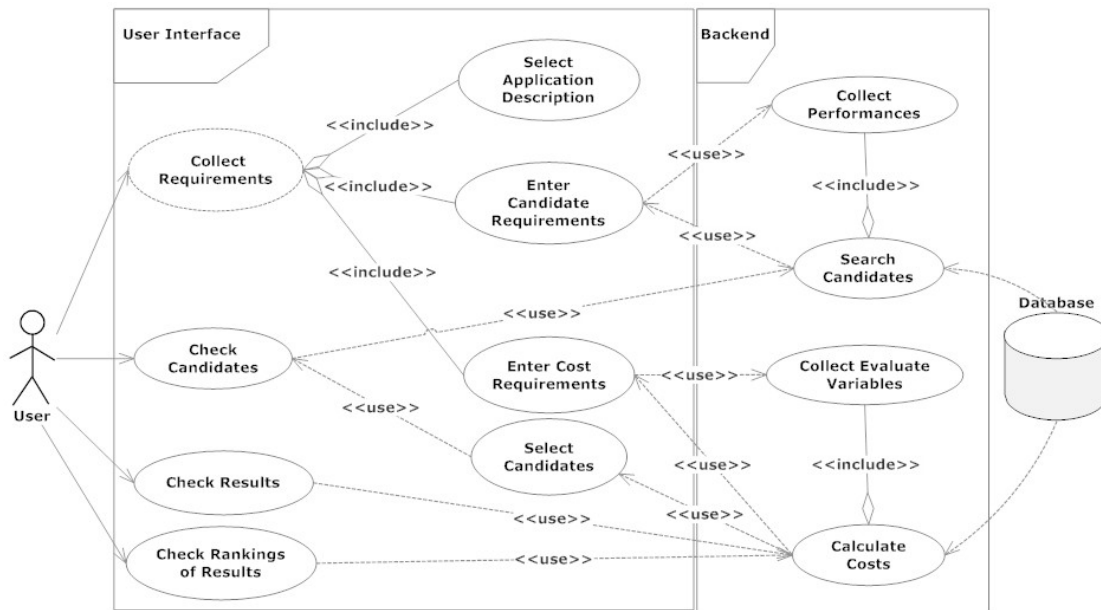 User Interface
Backend
Select
Application
Description
Collect
Performances
<<include>>
<<use>>
Collect
Requirements
<<include>>
Enter
Candidate
Requirements
<<include>>
<<use>>
Search
Candidates
<<include>>
Database
<<use>>
Check
Candidates
Enter Cost
Requirements
<<use>>
Collect Evaluate
Variables
User
<<use>>
Select
Candidates
<<use>>
<<include>>
Check Results
<<use>>
<<use>>
Check Rankings
of Results
<<use>>
Calculate
Costs